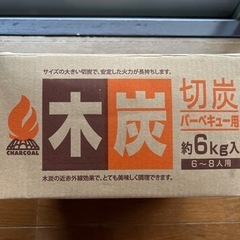 サイズの大きい切炭で、安定した火力が長持ちします。
木炭
切炭
バーベキュー用
約6kg入
6~8人用
CHARCOAL
木炭の近赤外線効果で、とても美味しく調理できます。